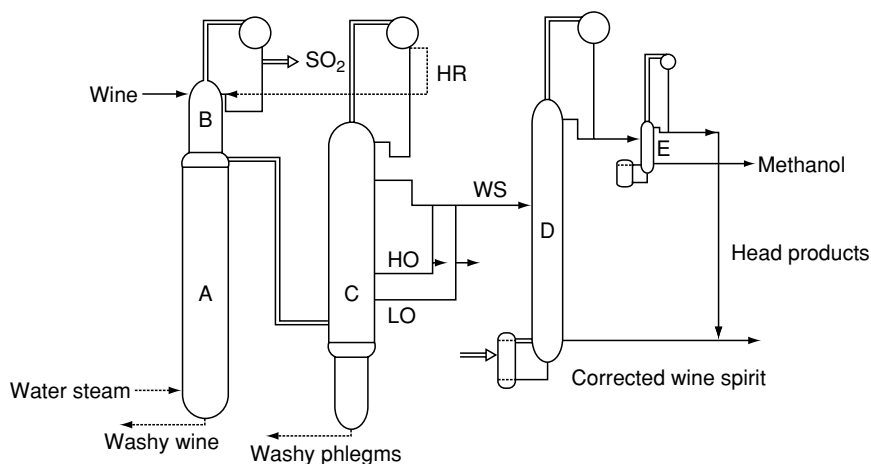 SO2
HR
Wine
B
E
Methanol
WS
D
HO
Head products
A
C
LO
Corrected wine spirit
Water steam
Washy wine
Washy phlegms